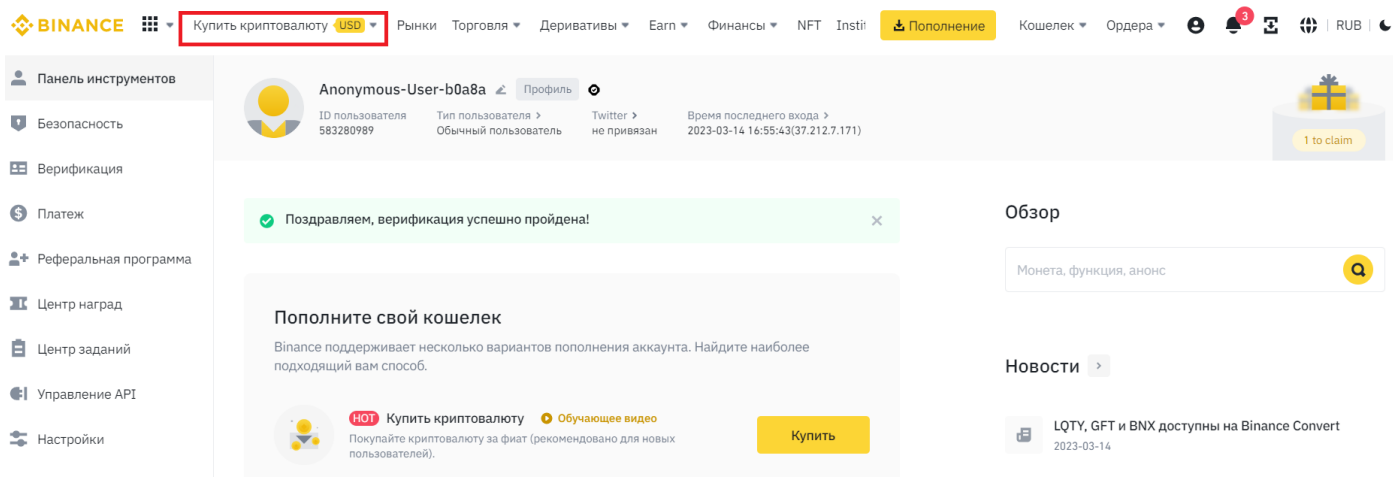 BINANCE
Купить криптовалюту USD
Рынки
Торговля
Деривативы
Earn
Финансы
NFT
Instit
Пополнение
Кошелек
Ордера
3
RUB
Панель инструментов
Безопасность
Верификация
Платеж
Реферальная программа
Центр наград
Центр заданий
Управление API
Настройки
Anonymous-User-b0a8a
Профиль
ID пользователя
583280989
Тип пользователя
Обычный пользователь
Twitter
не привязан
Время последнего входа
2023-03-14 16:55:43(37.212.7.171)
1 to claim
Поздравляем, верификация успешно пройдена!
Пополните свой кошелек
Binance поддерживает несколько вариантов пополнения аккаунта. Найдите наиболее
подходящий вам способ.
HOT Купить криптовалюту
Обучающее видео
Покупайте криптовалюту за фиат (рекомендовано для новых
пользователей).
Купить
Обзор
Монета, функция, анонс
Новости
LQTY, GFT и BNX доступны на Binance Convert
2023-03-14